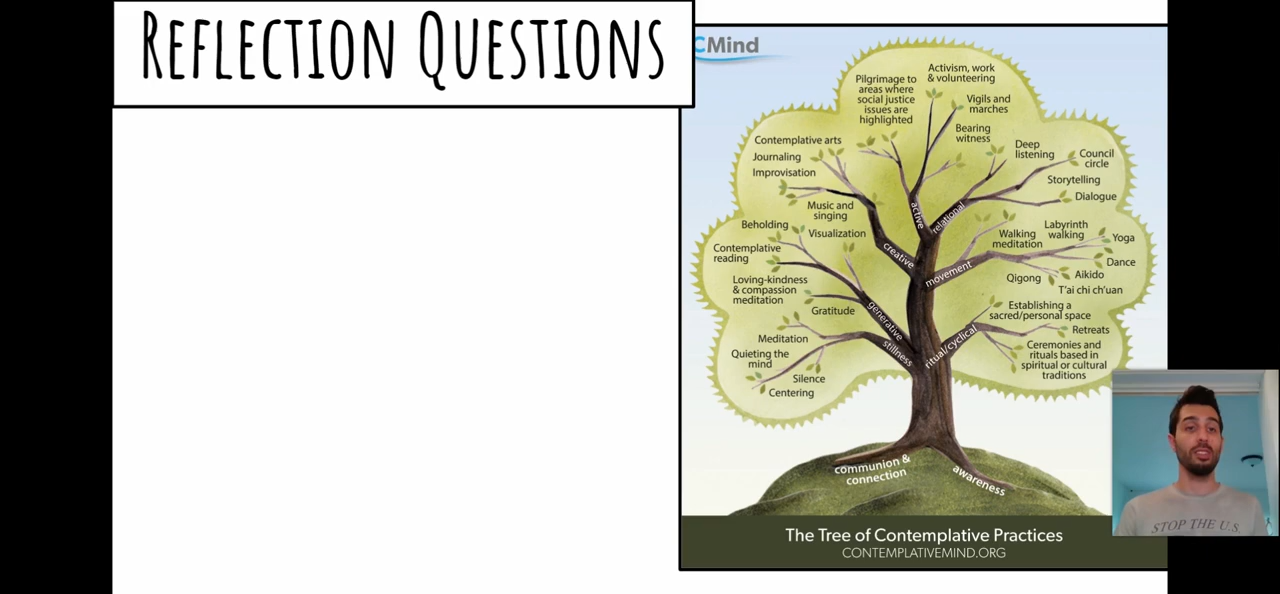 REFLECTION QUESTIONS
CMind
Activism, work
& volunteering
Pilgrimage to
areas where
social justice
issues are
highlighted
Vigils and
marches
Bearing
witness
Contemplative arts
Journaling
Improvisation
Music and
singing
Deep
listening
Council
circle
Storytelling
Dialogue
active
relational
creative
Beholding
Visualization
Contemplative
reading
Loving-kindness
& compassion
meditation
Gratitude
generative
Walking
meditation
Labyrinth
walking
Yoga
Dance
Aikido
Qigong
T'ai chi ch'uan
movement
Meditation
Quieting the
mind
Silence
Centering
stillness
Establishing a
sacred/personal space
Retreats
Ceremonies and
rituals based in
spiritual or cultural
traditions
ritual/cyclical
communion &
connection
awareness
The Tree of Contemplative Practices
CONTEMPLATIVEMIND.ORG
STOP THE U.S.